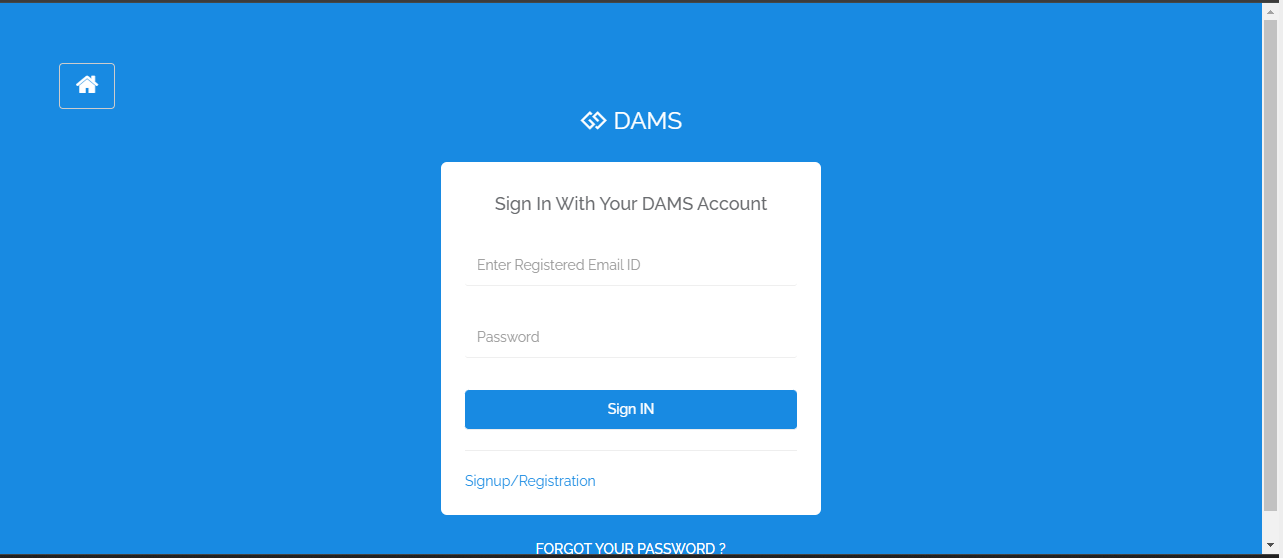 DAMS
Sign In With Your DAMS Account
Enter Registered Email ID
Password
Sign IN
Signup/Registration
FORGOT YOUR PASSWORD ?